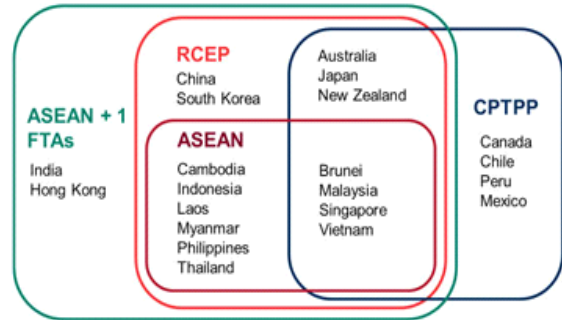 ASEAN + 1
FTAs
India
Hong Kong
RCEP
China
South Korea
Australia
Japan
New Zealand
ASEAN
Cambodia
Indonesia
Laos
Myanmar
Philippines
Thailand
Brunei
Malaysia
Singapore
Vietnam
CPTPP
Canada
Chile
Peru
Mexico